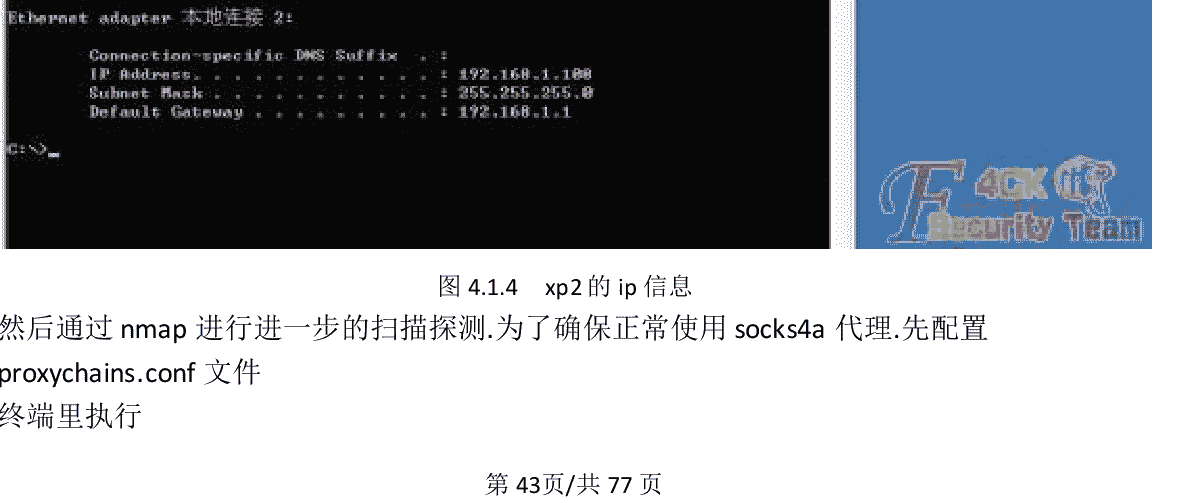 Ethernet adapter 本地连接 2:
Connection-specific DNS Suffix . :
IP Address. . . . . . . . . . . . : 192.168.1.100
Subnet Mask . . . . . . . . . . . : 255.255.255.0
Default Gateway . . . . . . . . . : 192.168.1.1
C:\>_
F4CK
Security Team
图 4.1.4 xp2 的 ip 信息
然后通过 nmap 进行进一步的扫描探测.为了确保正常使用 socks4a 代理.先配置
proxychains.conf 文件
终端里执行
第 43页/共 77 页